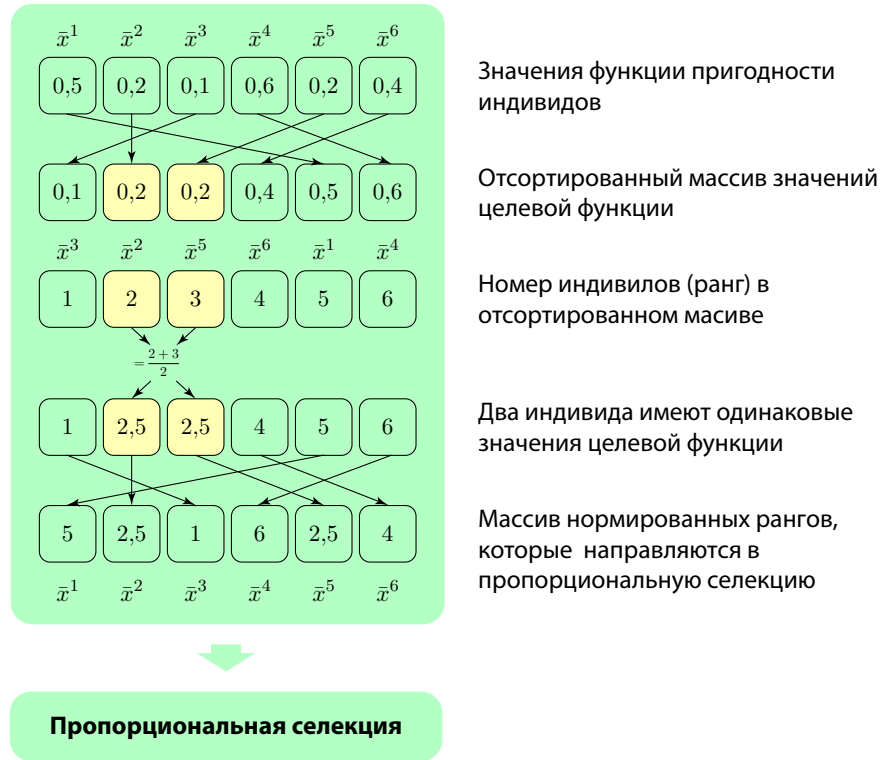 x̄¹ x̄² x̄³ x̄⁴ x̄⁵ x̄⁶
0,5 0,2 0,1 0,6 0,2 0,4
Значения функции пригодности
индивидов
0,1 0,2 0,2 0,4 0,5 0,6
Отсортированный массив значений
целевой функции
x̄³ x̄² x̄⁵ x̄⁶ x̄¹ x̄⁴
1 2 3 4 5 6
Номер индивилов (ранг) в
отсортированном масиве
= (2 + 3)/2
1 2,5 2,5 4 5 6
Два индивида имеют одинаковые
значения целевой функции
5 2,5 1 6 2,5 4
Массив нормированных рангов,
которые направляются в
пропорциональную селекцию
x̄¹ x̄² x̄³ x̄⁴ x̄⁵ x̄⁶
Пропорциональная селекция